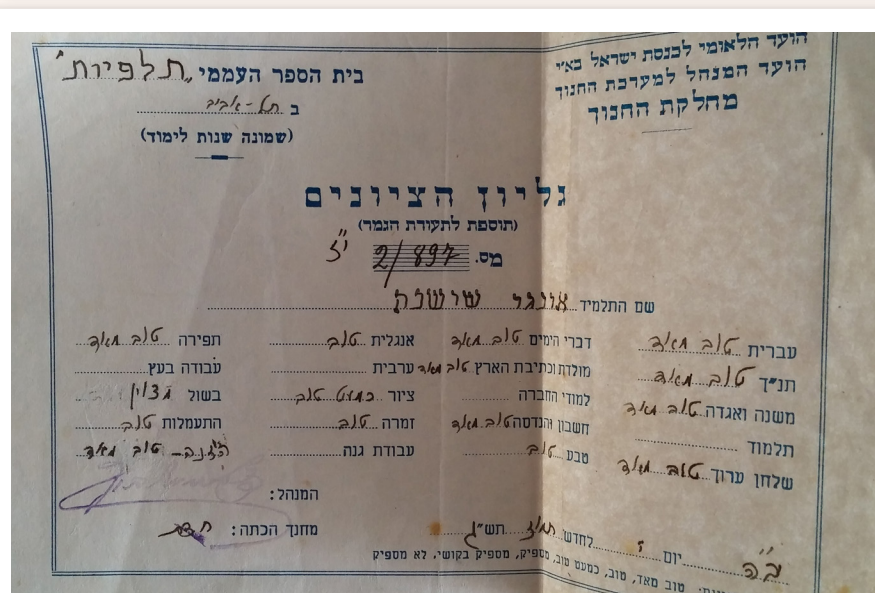 הועד הלאומי לכנסת ישראל בא״י
הועד המנהל למערכת החנוך
מחלקת החנוך
בית הספר העממי „תלפיות״
ב תל-אביב
(שמונה שנות לימוד)
גליון הציונים
(תוספת לתעודת הגמר)
מס. 2/897 י״ז
שם התלמיד אונגר שושנה
עברית טוב מאד
תנ״ך טוב מאד
משנה ואגדה טוב מאד
תלמוד
שלחן ערוך טוב מאד
דברי הימים טוב מאד
מולדת וכתיבת הארץ טוב מאד
למודי החברה
חשבון והנדסה טוב מאד
טבע טוב
אנגלית טוב
ערבית
ציור כמעט טוב
זמרה טוב
עבודת גנה
תפירה טוב מאד
עבודה בעץ
בשול מצוין
התעמלות טוב
טוב מאד
המנהל:
מחנך הכתה:
ב״ה יום ז לחדש תמוז תש״ג
טוב מאד, טוב, כמעט טוב, מספיק, מספיק בקושי, לא מספיק